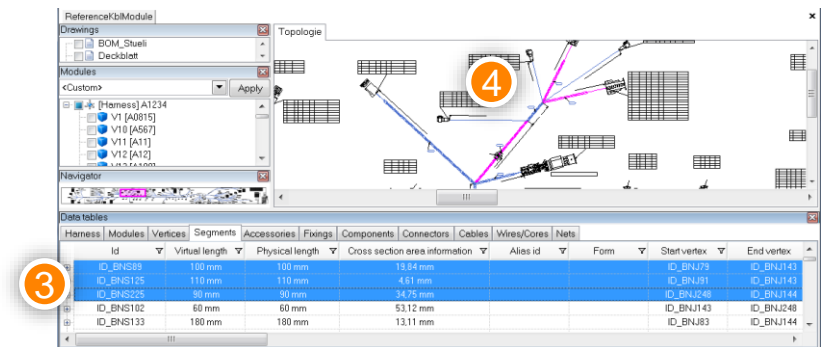 ReferenceKblModule
Drawings
BOM_Stueli
Deckblatt
Modules
<Custom>
Apply
[Harness] A1234
V1 [A0815]
V10 [A567]
V11 [A11]
V12 [A12]
Navigator
Topologie
4
Data tables
Harness Modules Vertices Segments Accessories Fixings Components Connectors Cables Wires/Cores Nets
Id Virtual length Physical length Cross section area information Alias id Form Start vertex End vertex
3
ID_BNS89 100 mm 100 mm 19,84 mm ID_BNJ79 ID_BNJ143
ID_BNS125 110 mm 110 mm 4,61 mm ID_BNJ91 ID_BNJ143
ID_BNS225 90 mm 90 mm 34,75 mm ID_BNJ248 ID_BNJ144
ID_BNS102 60 mm 60 mm 53,12 mm ID_BNJ143 ID_BNJ248
ID_BNS133 180 mm 180 mm 13,11 mm ID_BNJ83 ID_BNJ144